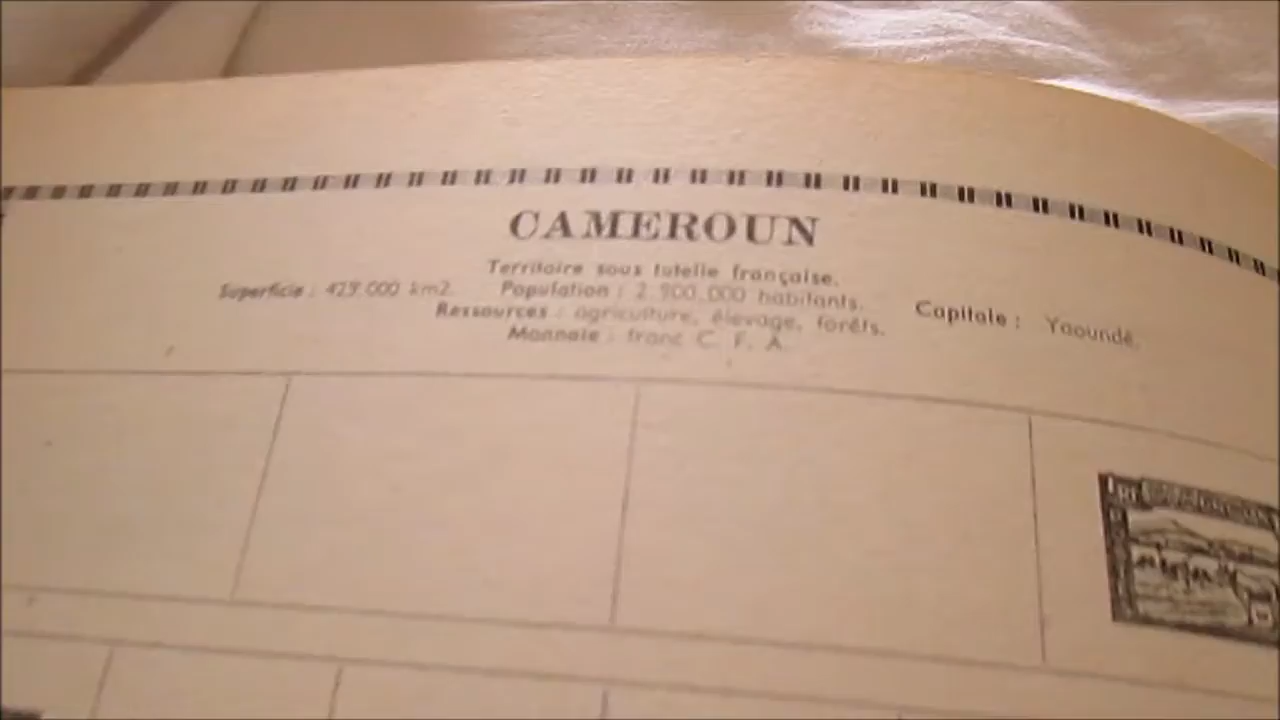 CAMEROUN
Territoire sous tutelle française.
Superficie : 429.000 km2. Population : 2.900.000 habitants. Capitale : Yaoundé.
Ressources : agriculture, élevage, forêts.
Monnaie : franc C. F. A.